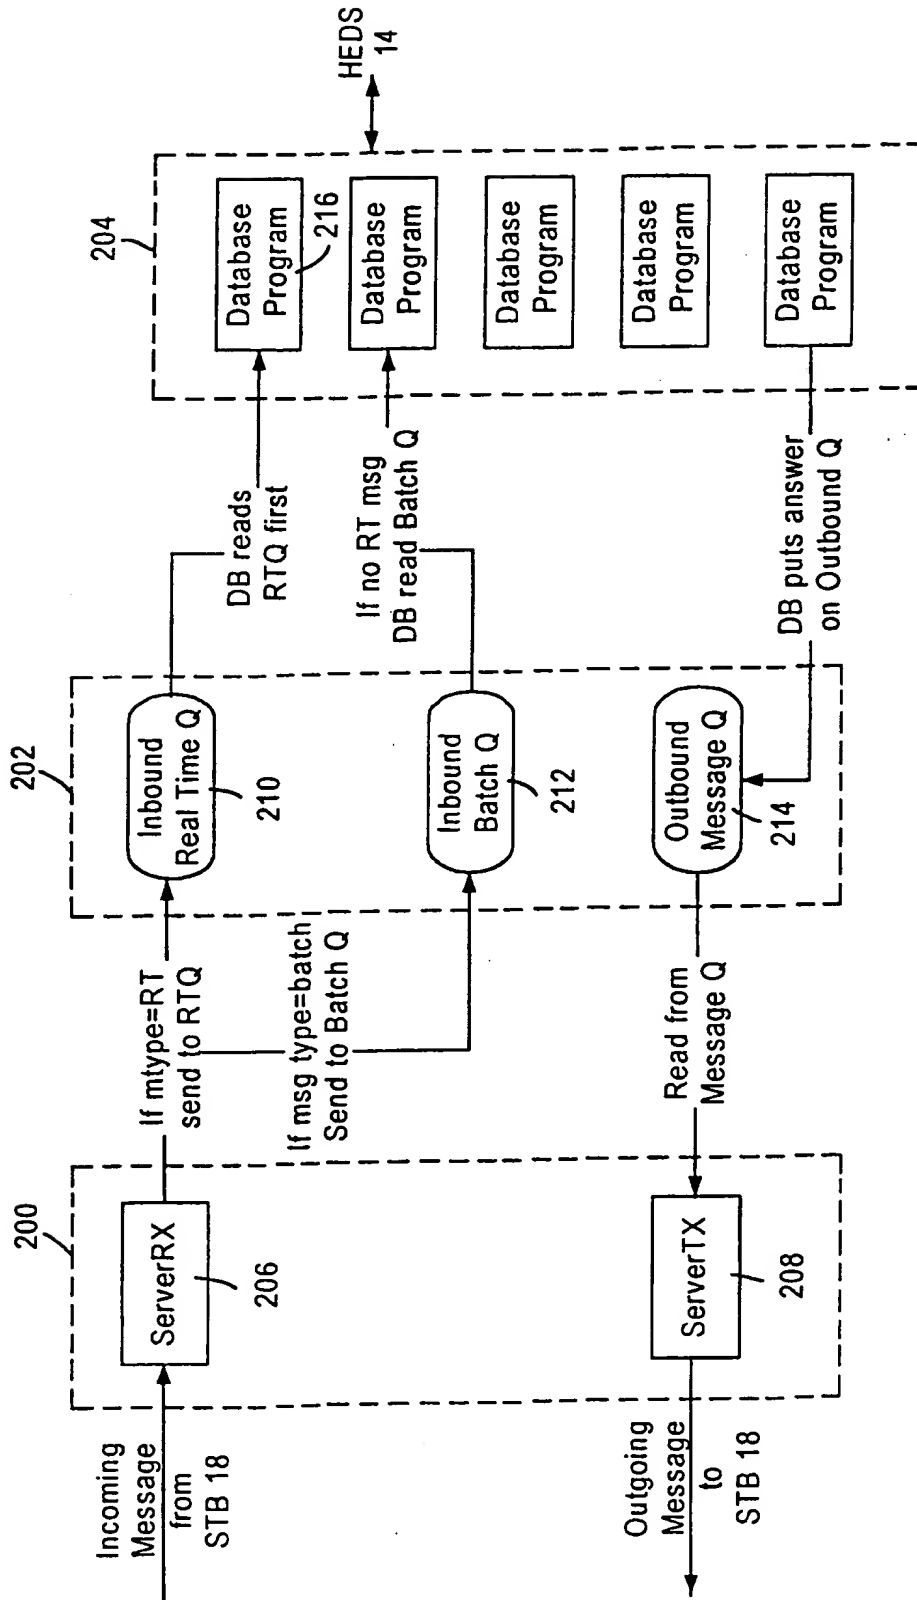 200
202
204
Incoming
Message
from
STB 18
ServerRX
206
If mtype=RT
send to RTQ
If msg type=batch
Send to Batch Q
Inbound
Real Time Q
210
DB reads
RTQ first
Database
Program
216
HEDS
14
Inbound
Batch Q
212
If no RT msg
DB read Batch Q
Database
Program
Database
Program
Database
Program
Database
Program
Outgoing
Message
to
STB 18
ServerTX
208
Read from
Message Q
Outbound
Message Q
214
DB puts answer
on Outbound Q